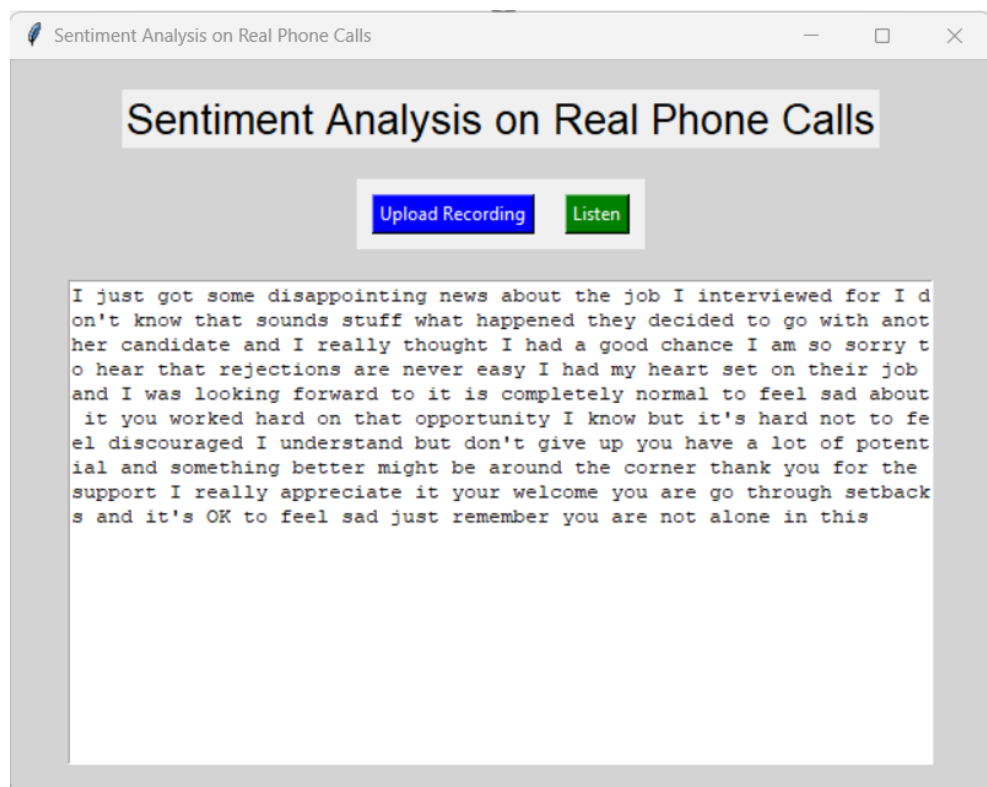 Sentiment Analysis on Real Phone Calls
Sentiment Analysis on Real Phone Calls
Upload Recording Listen
I just got some disappointing news about the job I interviewed for I d
on't know that sounds stuff what happened they decided to go with anot
her candidate and I really thought I had a good chance I am so sorry t
o hear that rejections are never easy I had my heart set on their job
and I was looking forward to it is completely normal to feel sad about
it you worked hard on that opportunity I know but it's hard not to fe
el discouraged I understand but don't give up you have a lot of potent
ial and something better might be around the corner thank you for the
support I really appreciate it your welcome you are go through setback
s and it's OK to feel sad just remember you are not alone in this